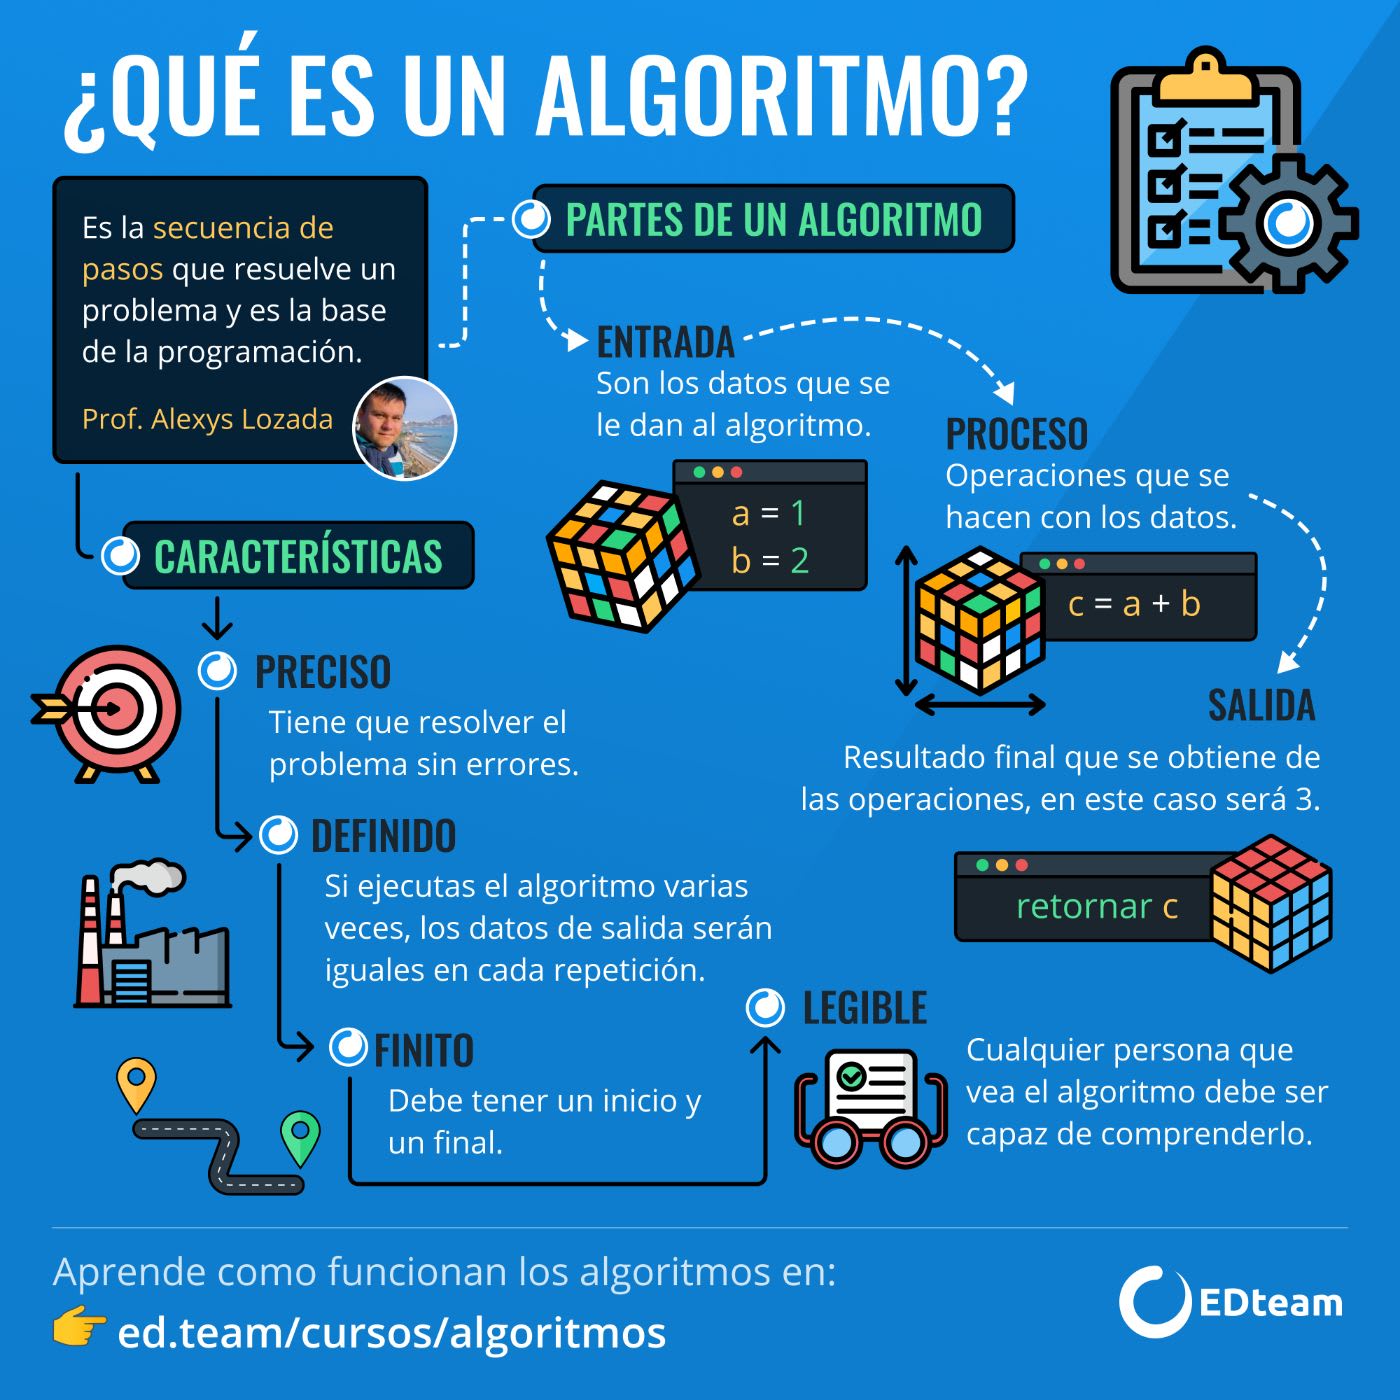 ¿QUÉ ES UN ALGORITMO?
Es la secuencia de
pasos que resuelve un
problema y es la base
de la programación.
Prof. Alexys Lozada
PARTES DE UN ALGORITMO
ENTRADA
Son los datos que se
le dan al algoritmo.
a = 1
b = 2
PROCESO
Operaciones que se
hacen con los datos.
c = a + b
SALIDA
Resultado final que se obtiene de
las operaciones, en este caso será 3.
retornar c
CARACTERÍSTICAS
PRECISO
Tiene que resolver el
problema sin errores.
DEFINIDO
Si ejecutas el algoritmo varias
veces, los datos de salida serán
iguales en cada repetición.
FINITO
Debe tener un inicio y
un final.
LEGIBLE
Cualquier persona que
vea el algoritmo debe ser
capaz de comprenderlo.
Aprende como funcionan los algoritmos en:
ed.team/cursos/algoritmos
EDteam